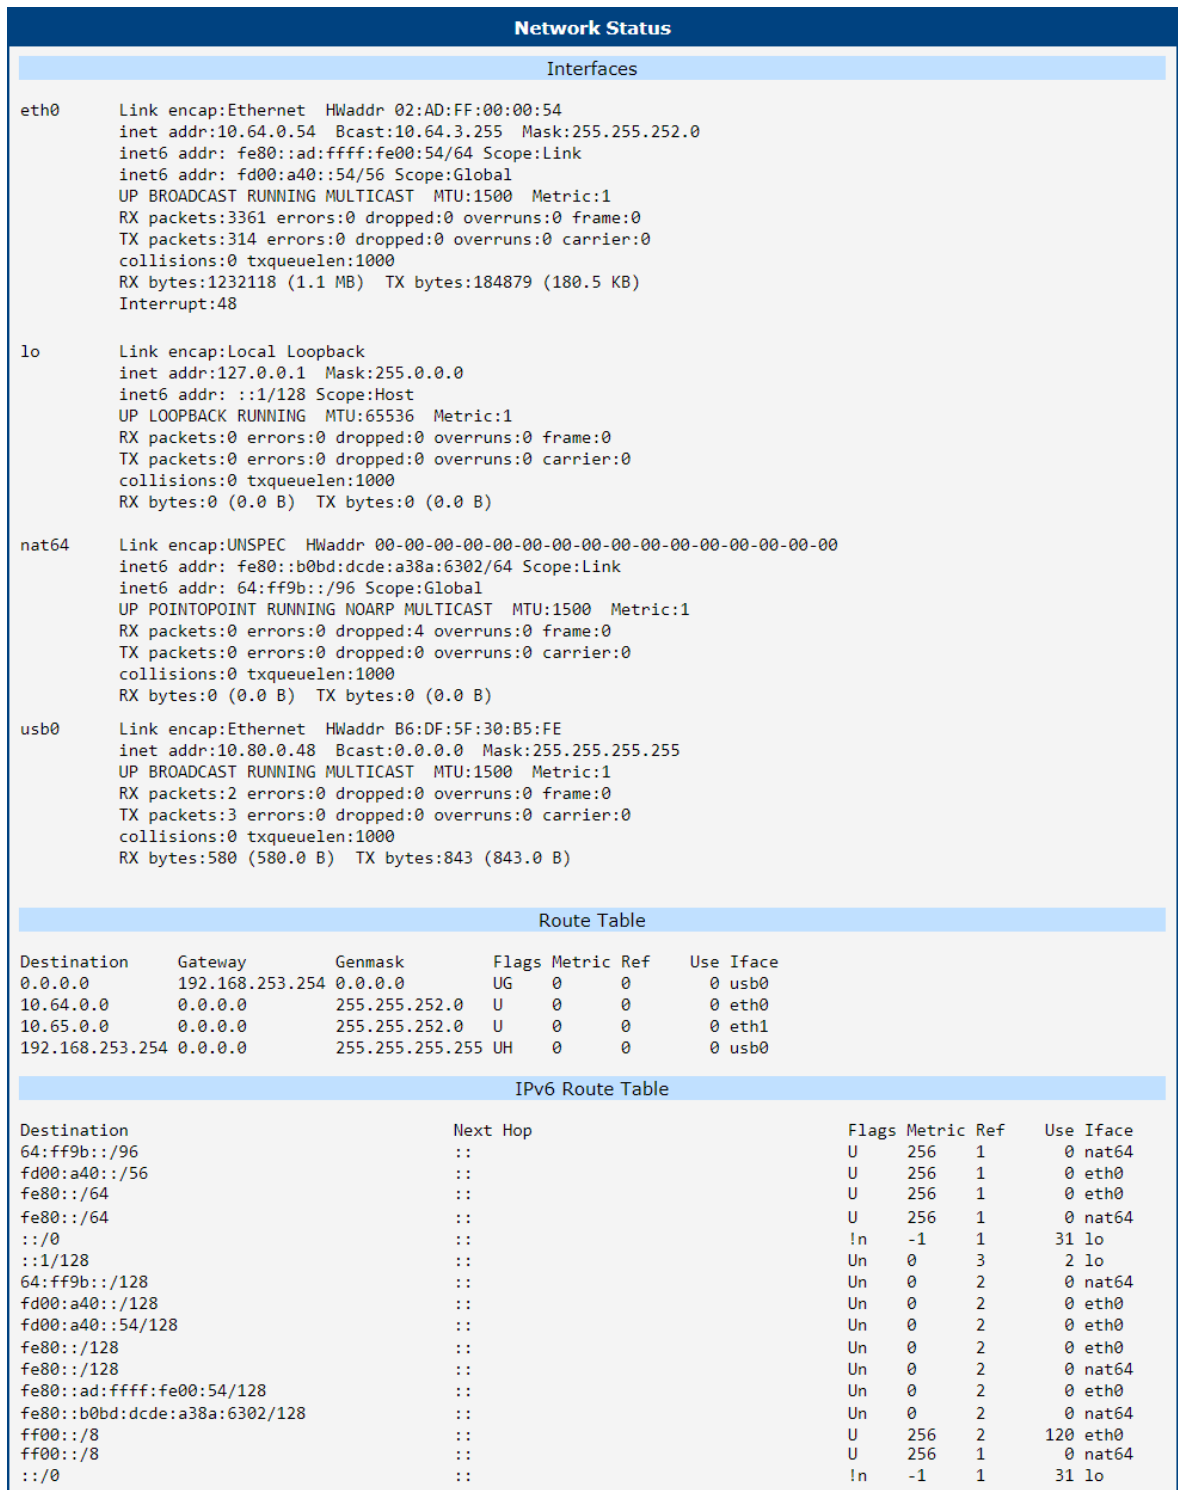 Network Status
Interfaces
eth0      Link encap:Ethernet  HWaddr 02:AD:FF:00:00:54
          inet addr:10.64.0.54  Bcast:10.64.3.255  Mask:255.255.252.0
          inet6 addr: fe80::ad:ffff:fe00:54/64 Scope:Link
          inet6 addr: fd00:a40::54/56 Scope:Global
          UP BROADCAST RUNNING MULTICAST  MTU:1500  Metric:1
          RX packets:3361 errors:0 dropped:0 overruns:0 frame:0
          TX packets:314 errors:0 dropped:0 overruns:0 carrier:0
          collisions:0 txqueuelen:1000
          RX bytes:1232118 (1.1 MB)  TX bytes:184879 (180.5 KB)
          Interrupt:48
lo        Link encap:Local Loopback
          inet addr:127.0.0.1  Mask:255.0.0.0
          inet6 addr: ::1/128 Scope:Host
          UP LOOPBACK RUNNING  MTU:65536  Metric:1
          RX packets:0 errors:0 dropped:0 overruns:0 frame:0
          TX packets:0 errors:0 dropped:0 overruns:0 carrier:0
          collisions:0 txqueuelen:1000
          RX bytes:0 (0.0 B)  TX bytes:0 (0.0 B)
nat64     Link encap:UNSPEC  HWaddr 00-00-00-00-00-00-00-00-00-00-00-00-00-00-00-00
          inet6 addr: fe80::b0bd:dcde:a38a:6302/64 Scope:Link
          inet6 addr: 64:ff9b::/96 Scope:Global
          UP POINTOPOINT RUNNING NOARP MULTICAST  MTU:1500  Metric:1
          RX packets:0 errors:0 dropped:4 overruns:0 frame:0
          TX packets:0 errors:0 dropped:0 overruns:0 carrier:0
          collisions:0 txqueuelen:1000
          RX bytes:0 (0.0 B)  TX bytes:0 (0.0 B)
usb0      Link encap:Ethernet  HWaddr B6:DF:5F:30:B5:FE
          inet addr:10.80.0.48  Bcast:0.0.0.0  Mask:255.255.255.255
          UP BROADCAST RUNNING MULTICAST  MTU:1500  Metric:1
          RX packets:2 errors:0 dropped:0 overruns:0 frame:0
          TX packets:3 errors:0 dropped:0 overruns:0 carrier:0
          collisions:0 txqueuelen:1000
          RX bytes:580 (580.0 B)  TX bytes:843 (843.0 B)
Route Table
Destination     Gateway         Genmask         Flags Metric Ref    Use Iface
0.0.0.0         192.168.253.254 0.0.0.0         UG    0      0        0 usb0
10.64.0.0       0.0.0.0         255.255.252.0   U     0      0        0 eth0
10.65.0.0       0.0.0.0         255.255.252.0   U     0      0        0 eth1
192.168.253.254 0.0.0.0         255.255.255.255 UH    0      0        0 usb0
IPv6 Route Table
Destination                                 Next Hop                                Flags Metric Ref    Use Iface
64:ff9b::/96                                ::                                      U     256    1        0 nat64
fd00:a40::/56                               ::                                      U     256    1        0 eth0
fe80::/64                                   ::                                      U     256    1        0 eth0
fe80::/64                                   ::                                      U     256    1        0 nat64
::/0                                        ::                                      !n    -1     1       31 lo
::1/128                                     ::                                      Un    0      3        2 lo
64:ff9b::/128                               ::                                      Un    0      2        0 nat64
fd00:a40::/128                              ::                                      Un    0      2        0 eth0
fd00:a40::54/128                            ::                                      Un    0      2        0 eth0
fe80::/128                                  ::                                      Un    0      2        0 eth0
fe80::/128                                  ::                                      Un    0      2        0 nat64
fe80::ad:ffff:fe00:54/128                   ::                                      Un    0      2        0 eth0
fe80::b0bd:dcde:a38a:6302/128               ::                                      Un    0      2        0 nat64
ff00::/8                                    ::                                      U     256    2      120 eth0
ff00::/8                                    ::                                      U     256    1        0 nat64
::/0                                        ::                                      !n    -1     1       31 lo